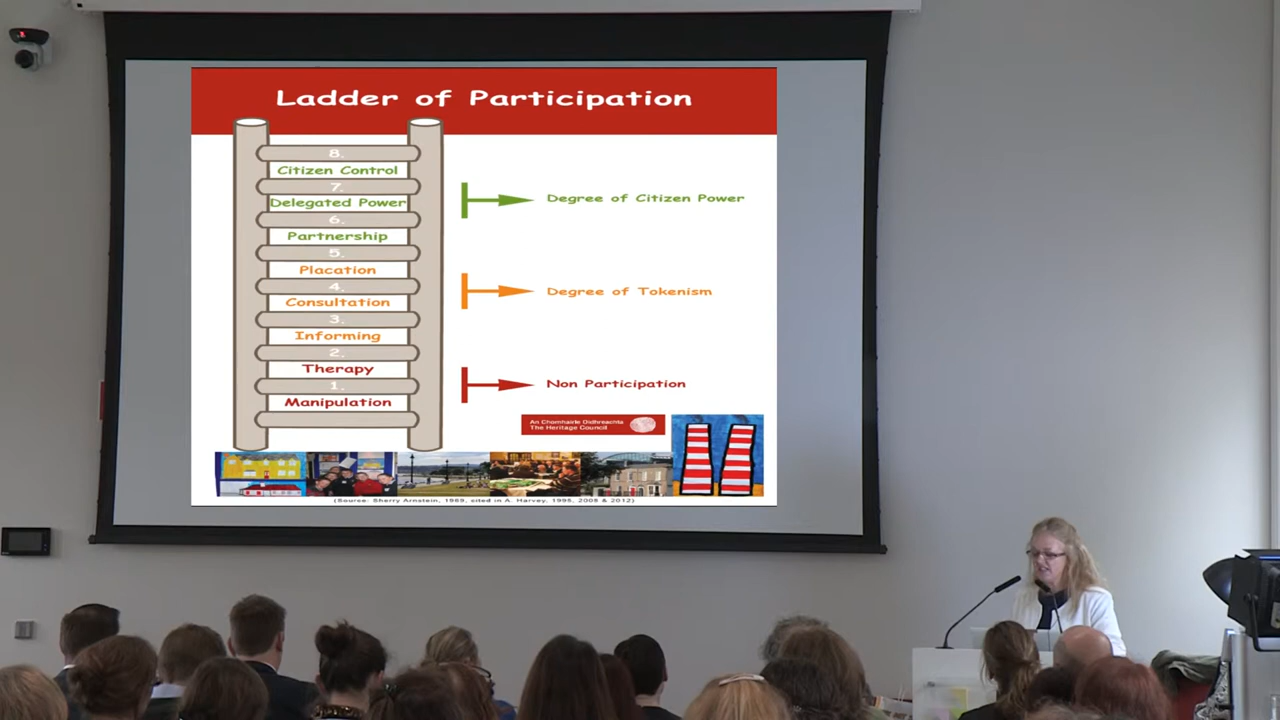 Ladder of Participation
8.
Citizen Control
7.
Delegated Power
6.
Partnership
5.
Placation
4.
Consultation
3.
Informing
2.
Therapy
1.
Manipulation
Degree of Citizen Power
Degree of Tokenism
Non Participation
An Chomhairle Oidhreachta
The Heritage Council
(Source: Sherry Arnstein, 1969, cited in A. Harvey, 1995, 2009 & 2012)